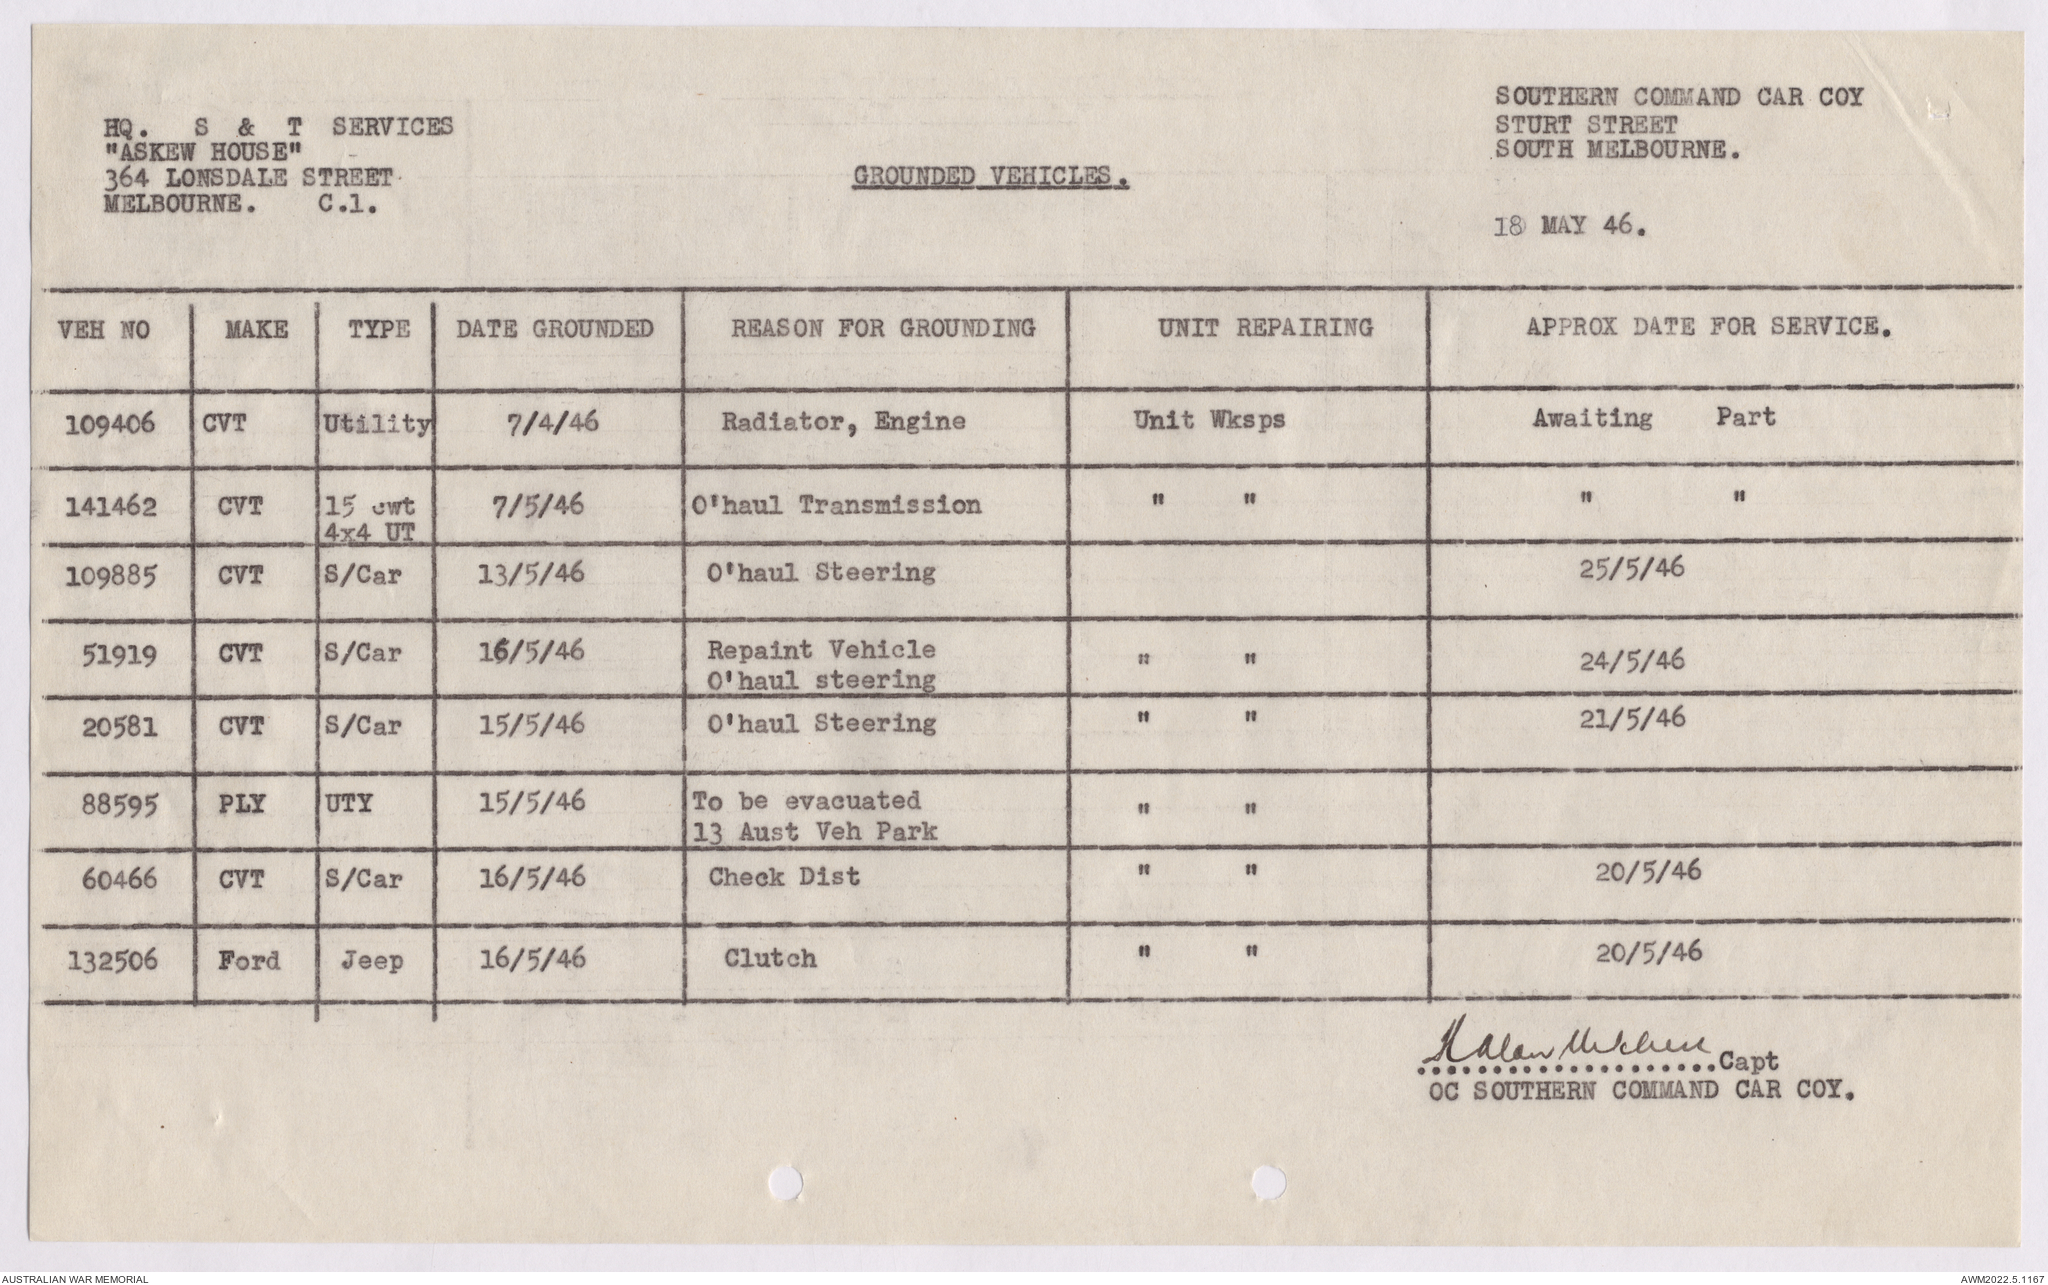 HQ. S & T SERVICES
"ASKEW HOUSE"
364 LONSDALE STREET
MELBOURNE. C.1.
GROUNDED VEHICLES.
SOUTHERN COMMAND CAR COY
STURT STREET
SOUTH MELBOURNE.
18 MAY 46.
VEH NO MAKE TYPE DATE GROUNDED REASON FOR GROUNDING UNIT REPAIRING APPROX DATE FOR SERVICE.
109406 CVT Utility 7/4/46 Radiator, Engine Unit Wksps Awaiting Part
141462 CVT 15 cwt 7/5/46 O'haul Transmission " " " "
4x4 UT
109885 CVT S/Car 13/5/46 O'haul Steering 25/5/46
51919 CVT S/Car 16/5/46 Repaint Vehicle " " 24/5/46
O'haul steering
20581 CVT S/Car 15/5/46 O'haul Steering " " 21/5/46
88595 PLY UTY 15/5/46 To be evacuated " "
13 Aust Veh Park
60466 CVT S/Car 16/5/46 Check Dist " " 20/5/46
132506 Ford Jeep 16/5/46 Clutch " " 20/5/46
Alan ....................Capt
OC SOUTHERN COMMAND CAR COY.
AUSTRALIAN WAR MEMORIAL
AWM2022.5.1167